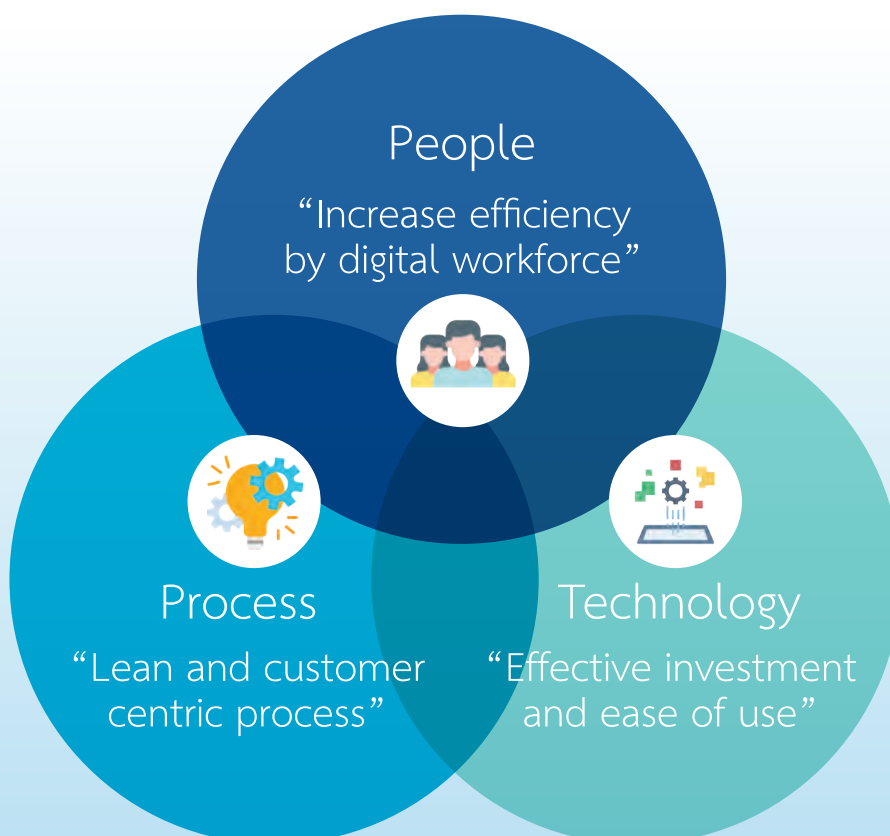 People
“Increase efficiency
by digital workforce”
Process
“Lean and customer
centric process”
Technology
“Effective investment
and ease of use”